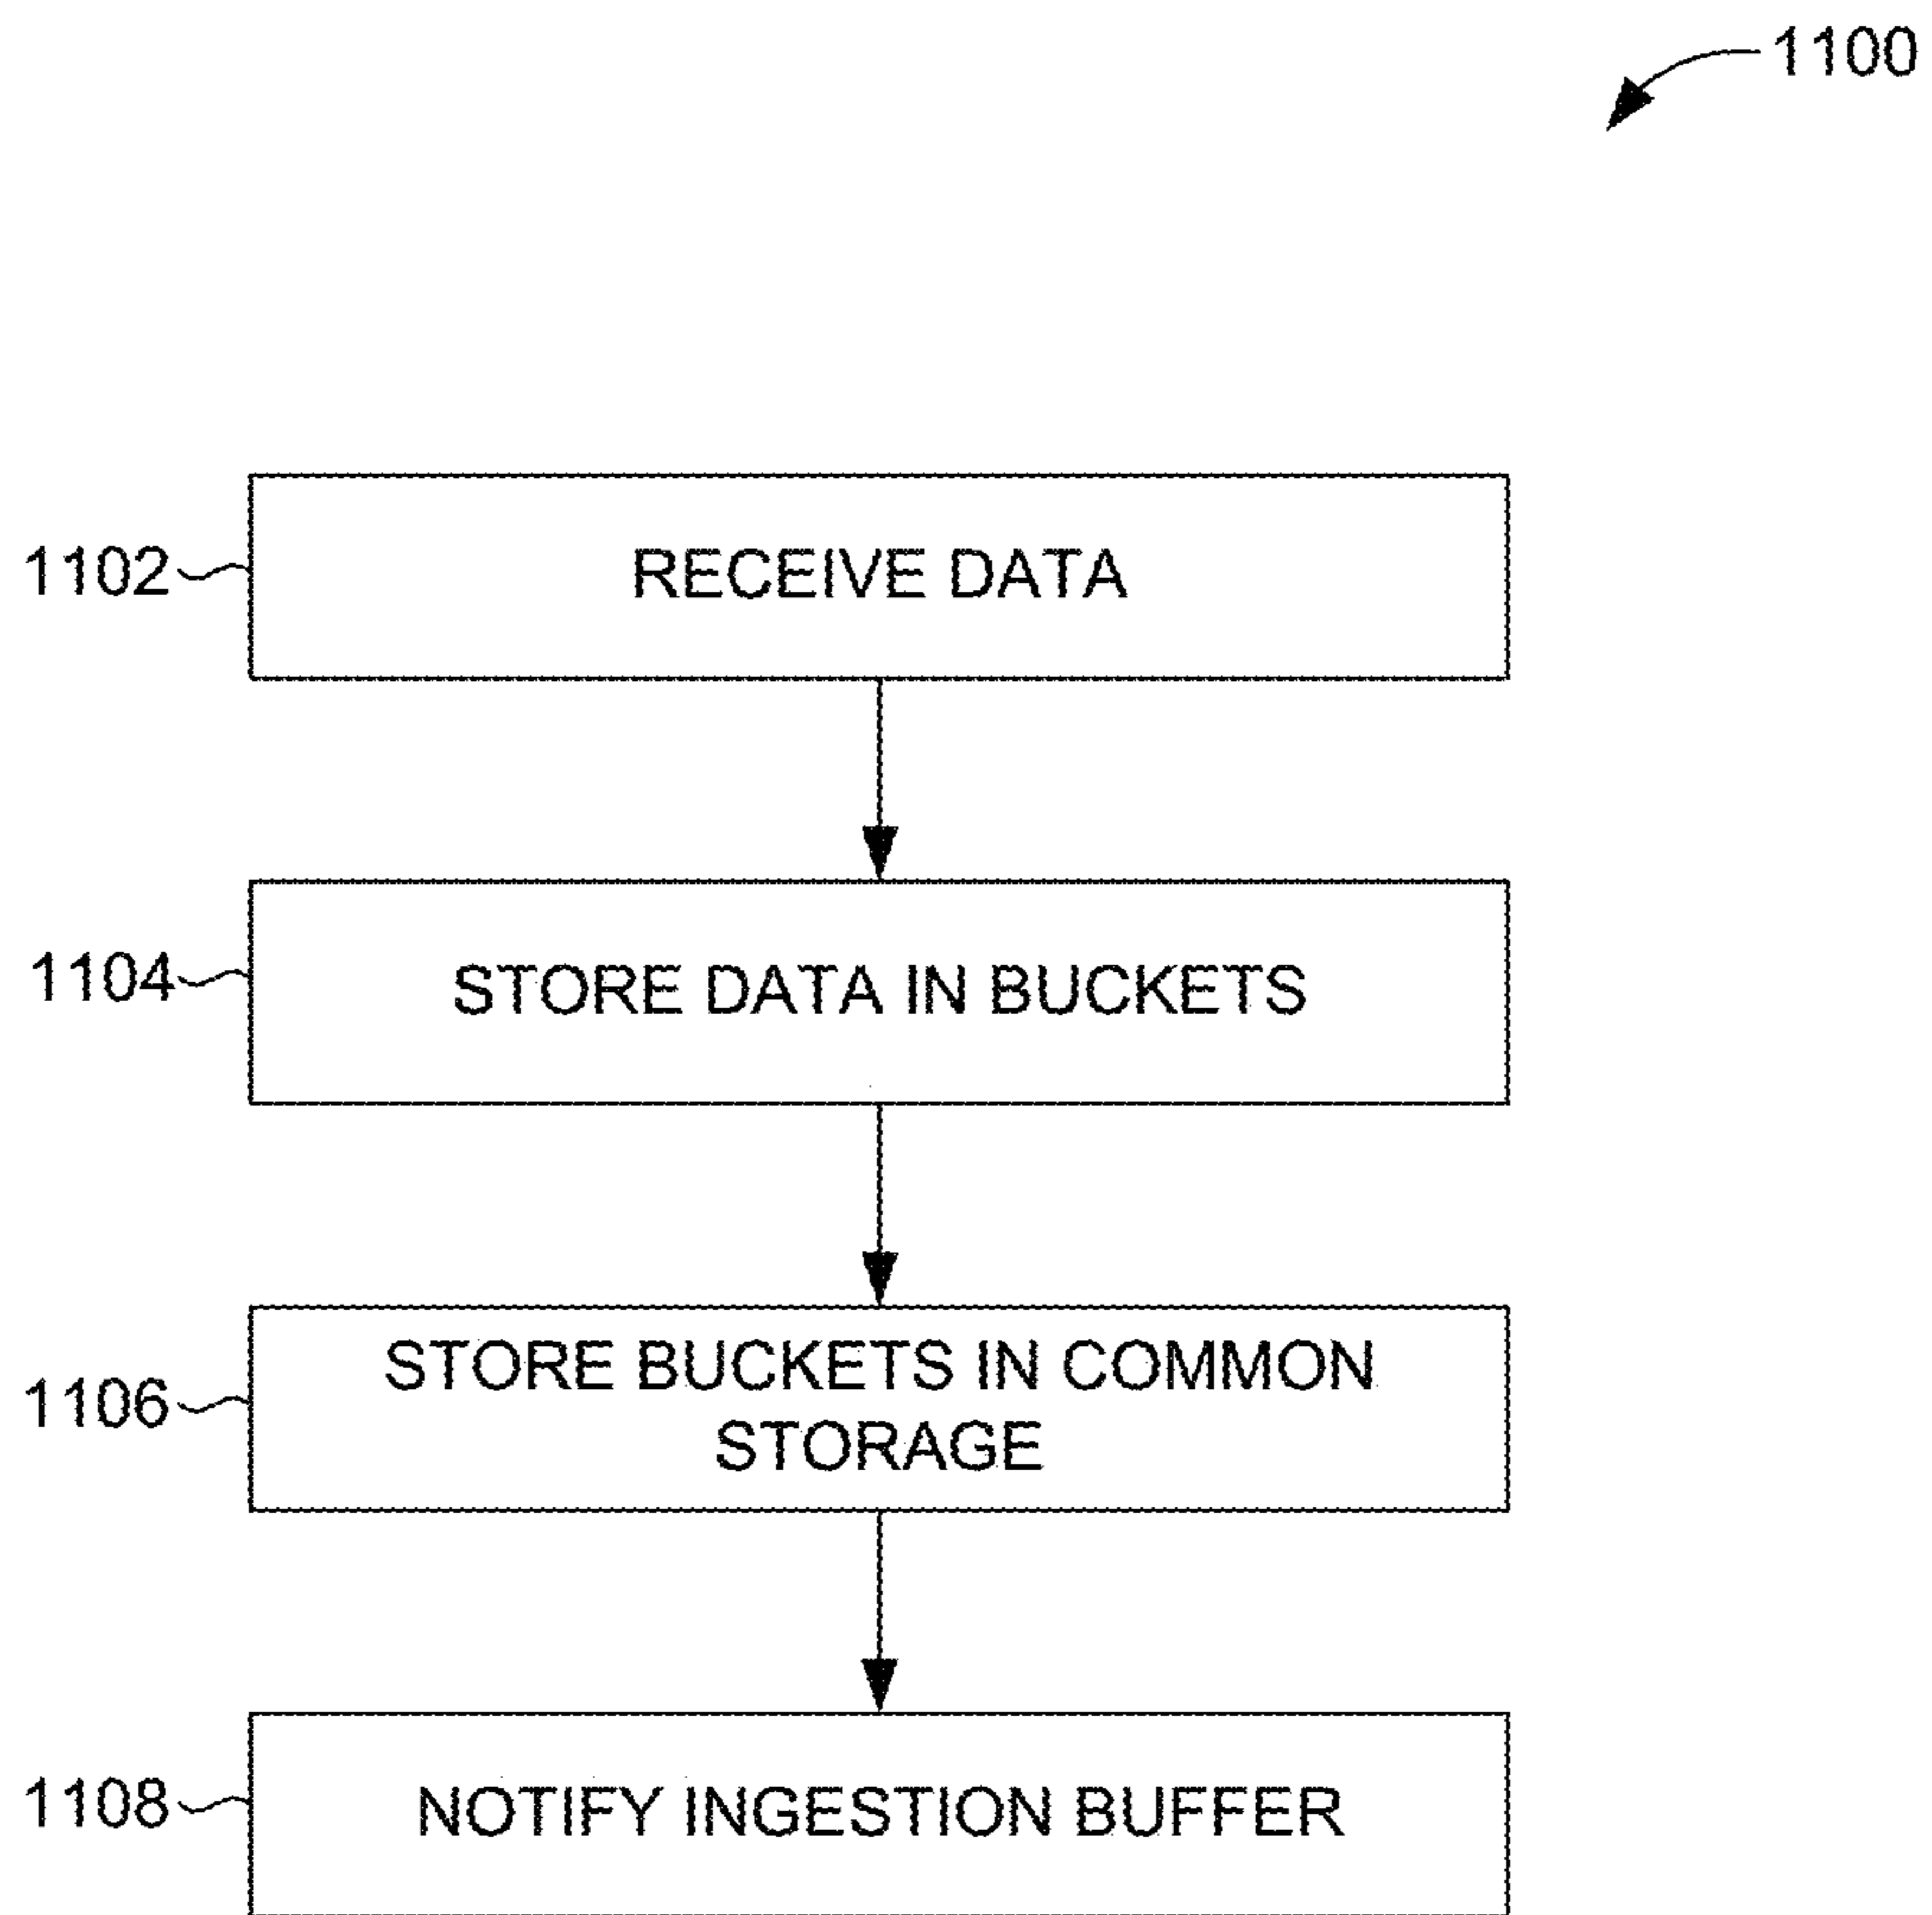 1100
1102
RECEIVE DATA
1104
STORE DATA IN BUCKETS
1106
STORE BUCKETS IN COMMON
STORAGE
1108
NOTIFY INGESTION BUFFER